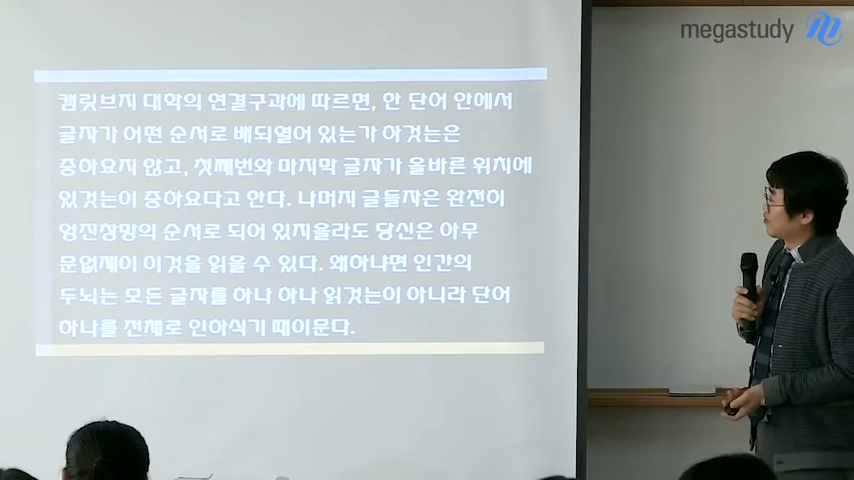 megastudy
캠릿브지 대학의 연결구과에 따르면, 한 단어 안에서
글자가 어떤 순서로 배되열어 있는가 하것는은
중하요지 않고, 첫째번와 마지막 글자가 올바른 위치에
있것는이 중하요다고 한다. 나머지 글들자은 완전히
엉진창망의 순서로 되어 있지을라도 당신은 아무
문없제이 이것을 읽을 수 있다. 왜하냐면 인간의
두뇌는 모든 글자를 하나 하나 읽것는이 아니라 단어
하나를 전체로 인하식기 때이문다.